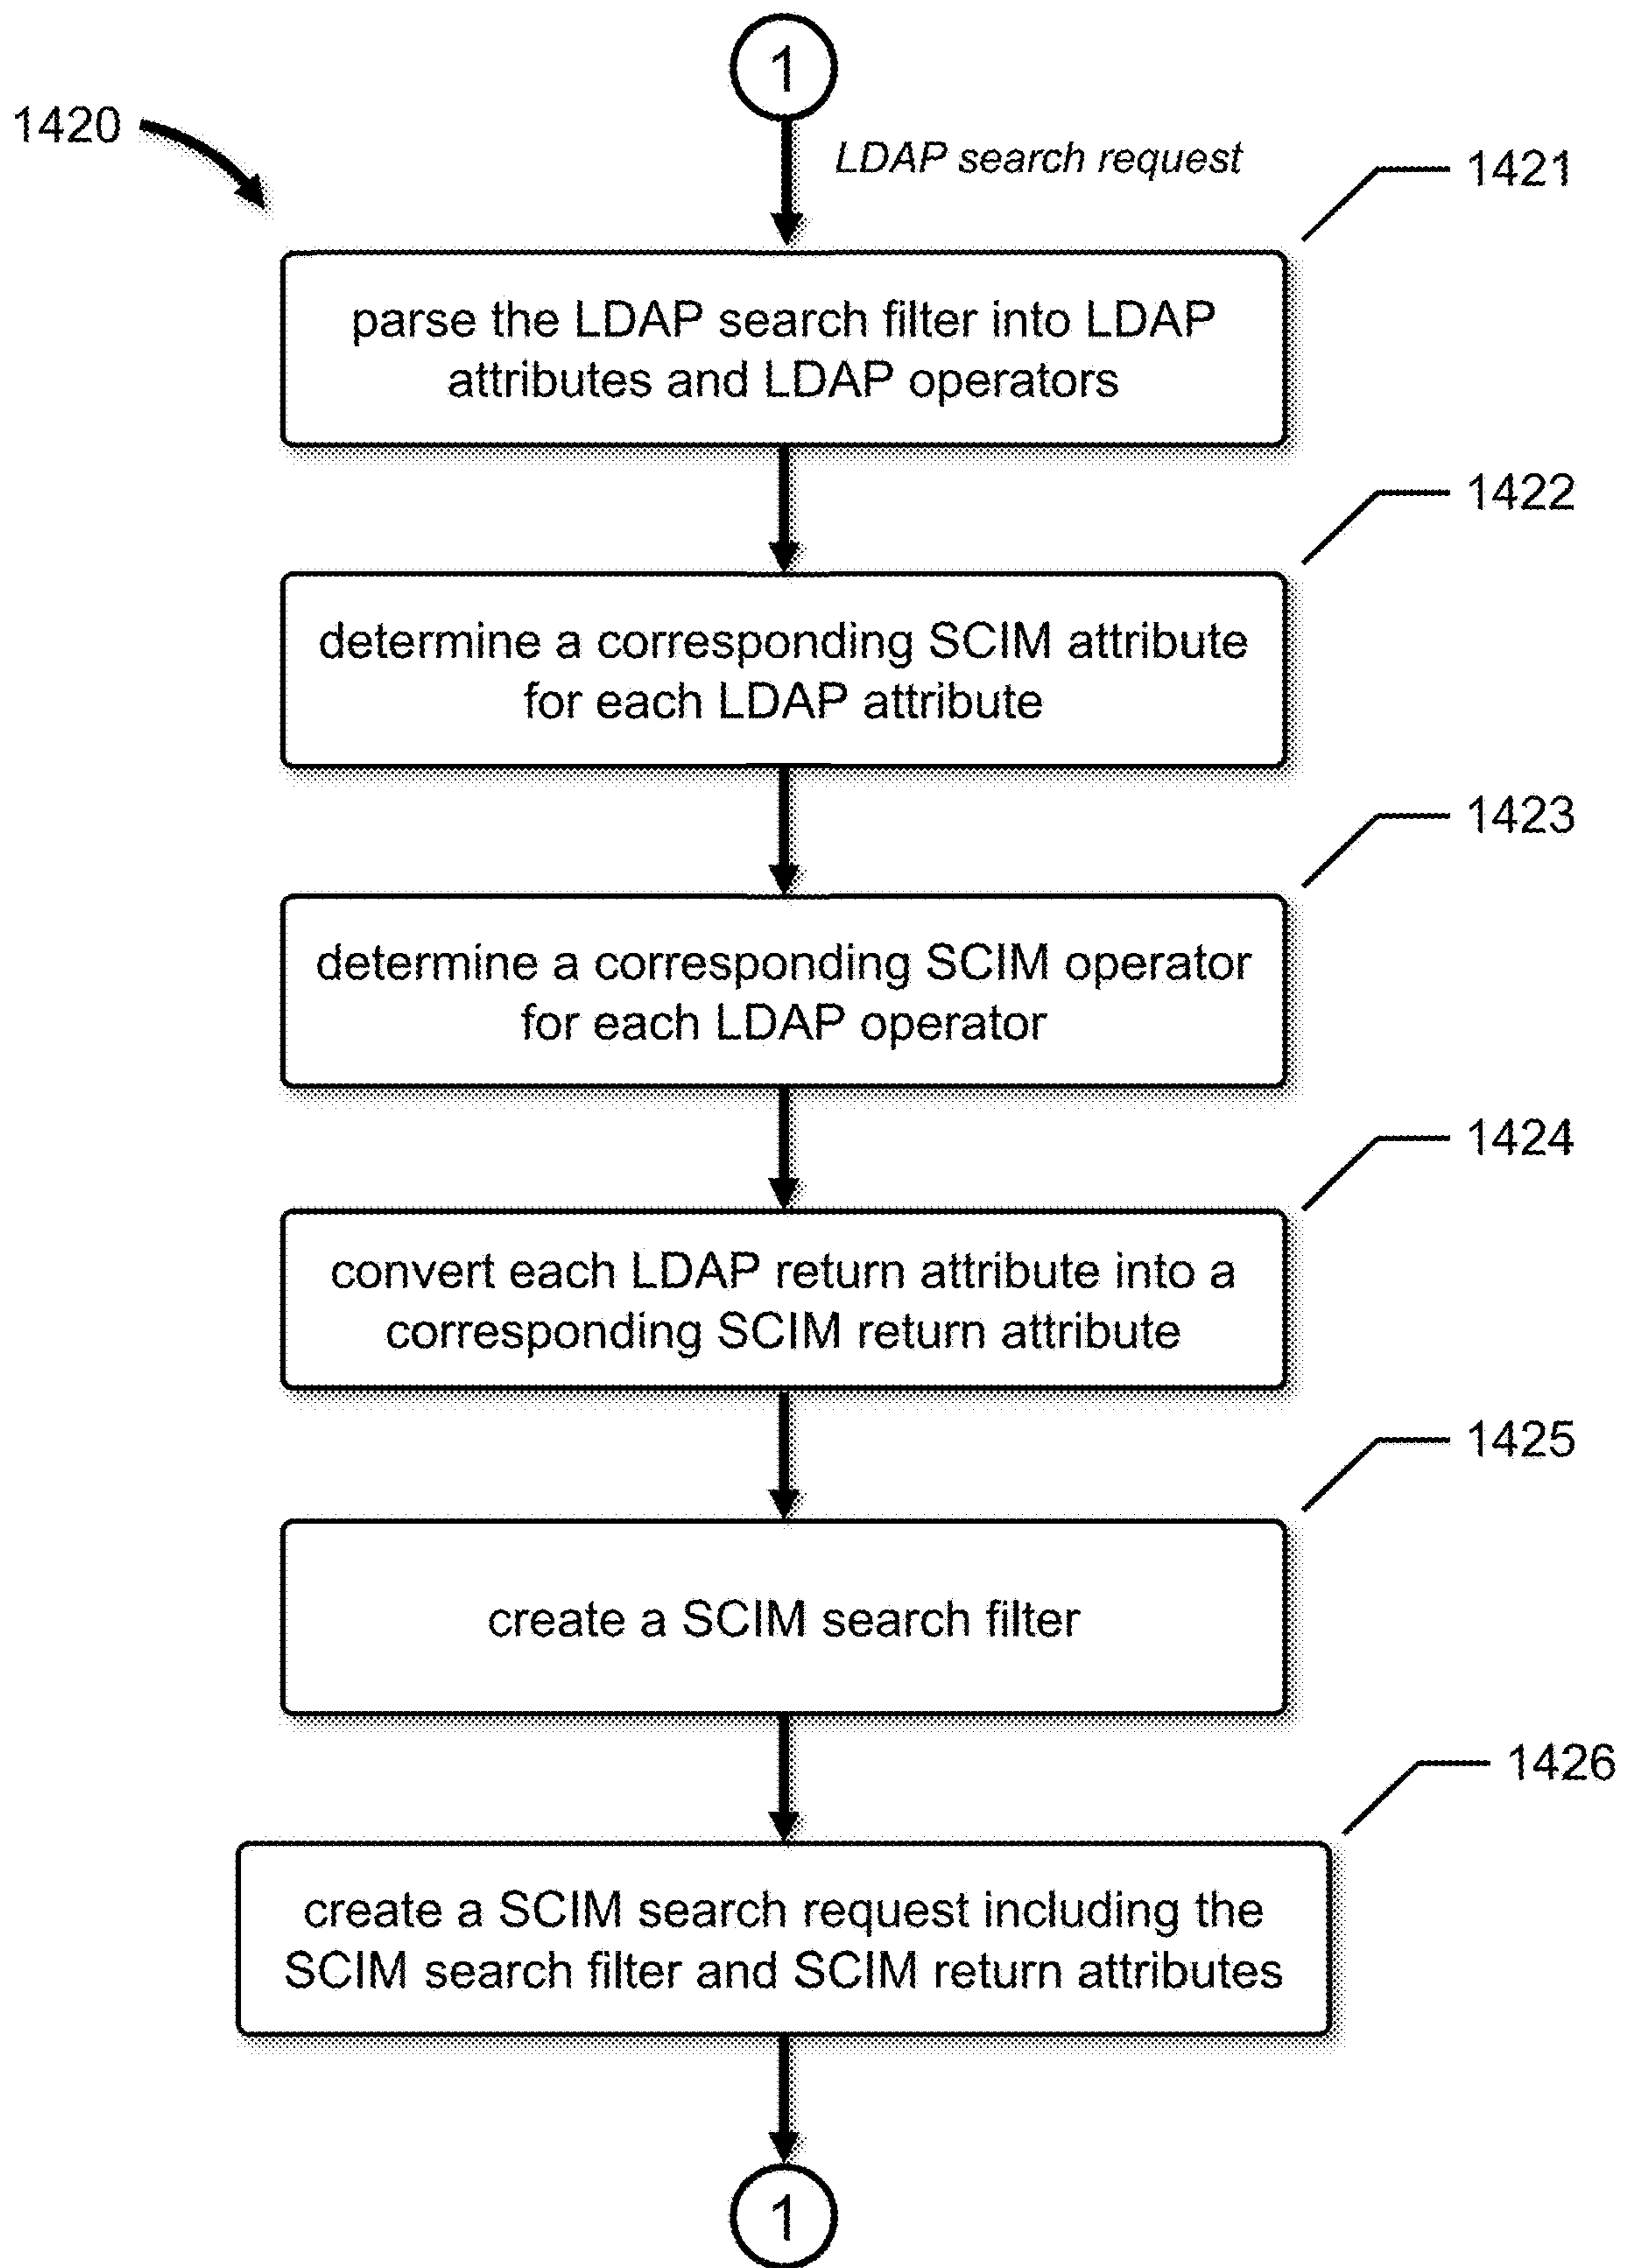 1
1420
LDAP search request
1421
parse the LDAP search filter into LDAP
attributes and LDAP operators
1422
determine a corresponding SCIM attribute
for each LDAP attribute
1423
determine a corresponding SCIM operator
for each LDAP operator
1424
convert each LDAP return attribute into a
corresponding SCIM return attribute
1425
create a SCIM search filter
1426
create a SCIM search request including the
SCIM search filter and SCIM return attributes
1